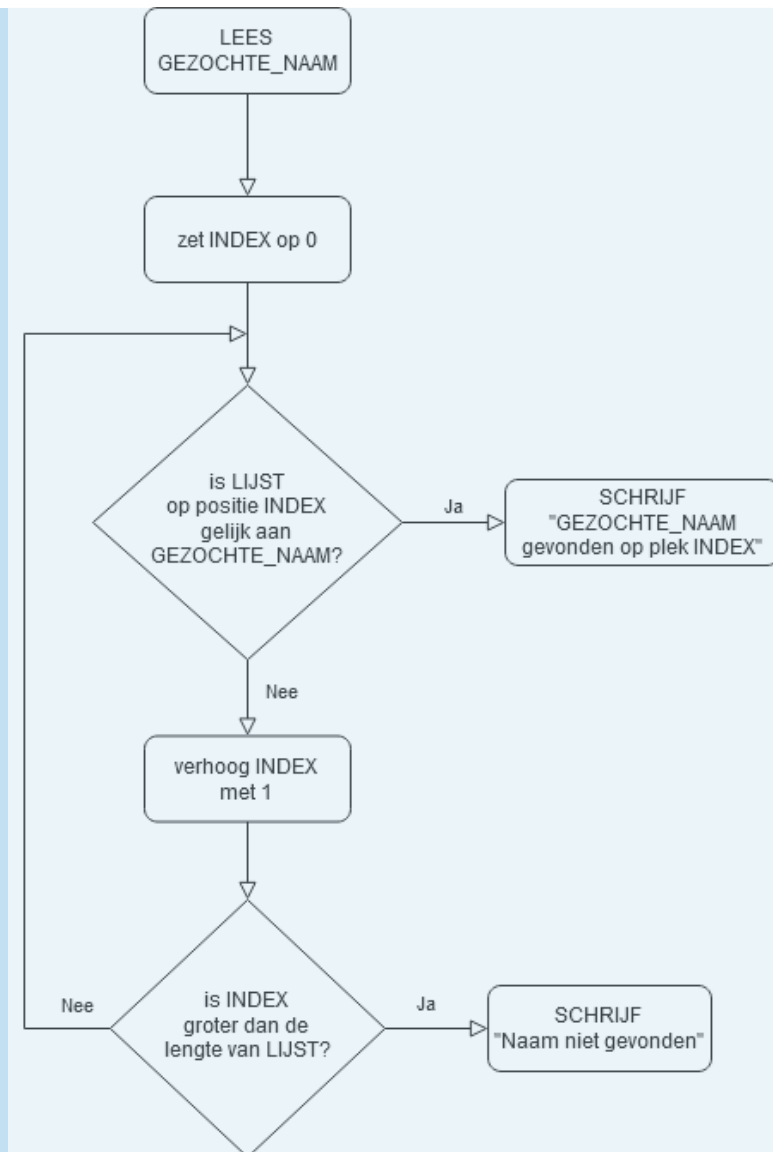 LEES
GEZOCHTE_NAAM
zet INDEX op 0
is LIJST
op positie INDEX
gelijk aan
GEZOCHTE_NAAM?
Ja
SCHRIJF
"GEZOCHTE_NAAM
gevonden op plek INDEX"
Nee
verhoog INDEX
met 1
is INDEX
groter dan de
lengte van LIJST?
Nee
Ja
SCHRIJF
"Naam niet gevonden"